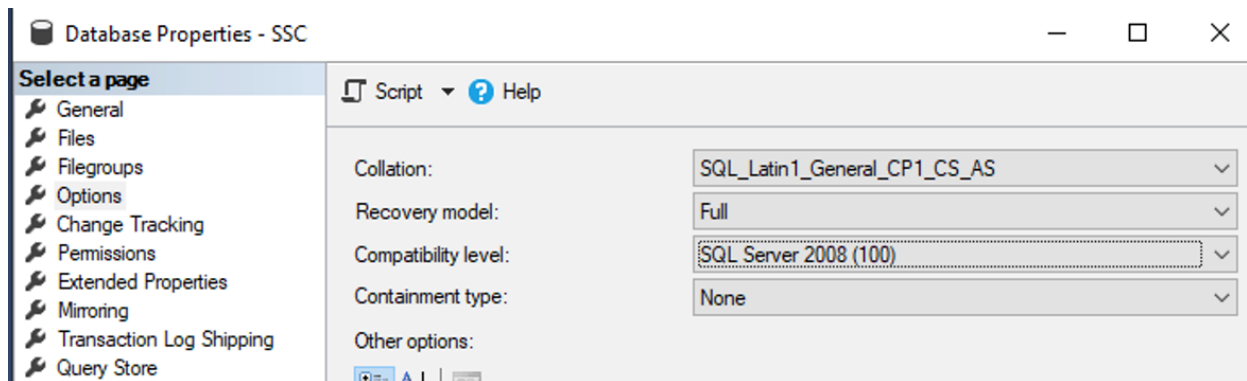 Database Properties - SSC
Select a page
General
Files
Filegroups
Options
Change Tracking
Permissions
Extended Properties
Mirroring
Transaction Log Shipping
Query Store
Script Help
Collation: SQL_Latin1_General_CP1_CS_AS
Recovery model: Full
Compatibility level: SQL Server 2008 (100)
Containment type: None
Other options: